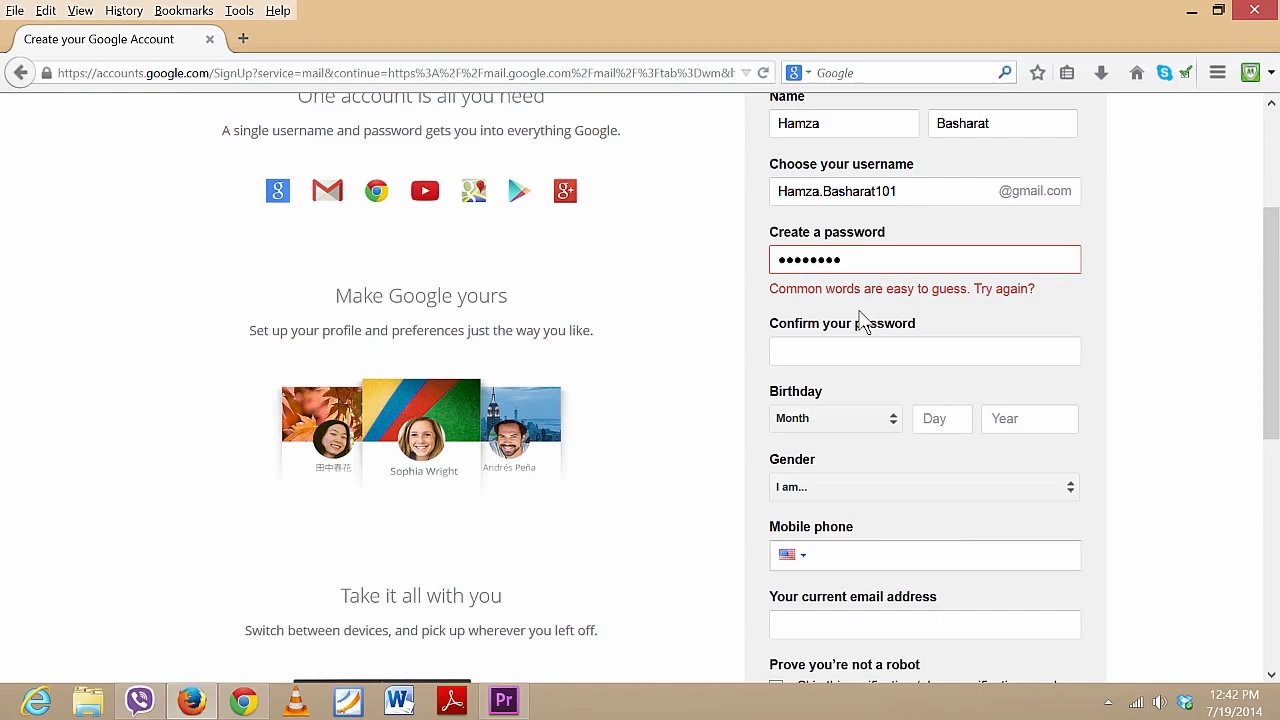 File Edit View History Bookmarks Tools Help
Create your Google Account
https://accounts.google.com/SignUp?service=mail&continue=https%3A%2F%2Fmail.google.com%2Fmail%2F%3Ftab%3Dwm&
Google
One account is all you need
A single username and password gets you into everything Google.
Make Google yours
Set up your profile and preferences just the way you like.
田中春花
Sophia Wright
Andrés Peña
Take it all with you
Switch between devices, and pick up wherever you left off.
Name
Hamza Basharat
Choose your username
Hamza.Basharat101 @gmail.com
Create a password
Common words are easy to guess. Try again?
Confirm your password
Birthday
Month Day Year
Gender
I am...
Mobile phone
Your current email address
Prove you're not a robot
Pr
12:42 PM
7/19/2014